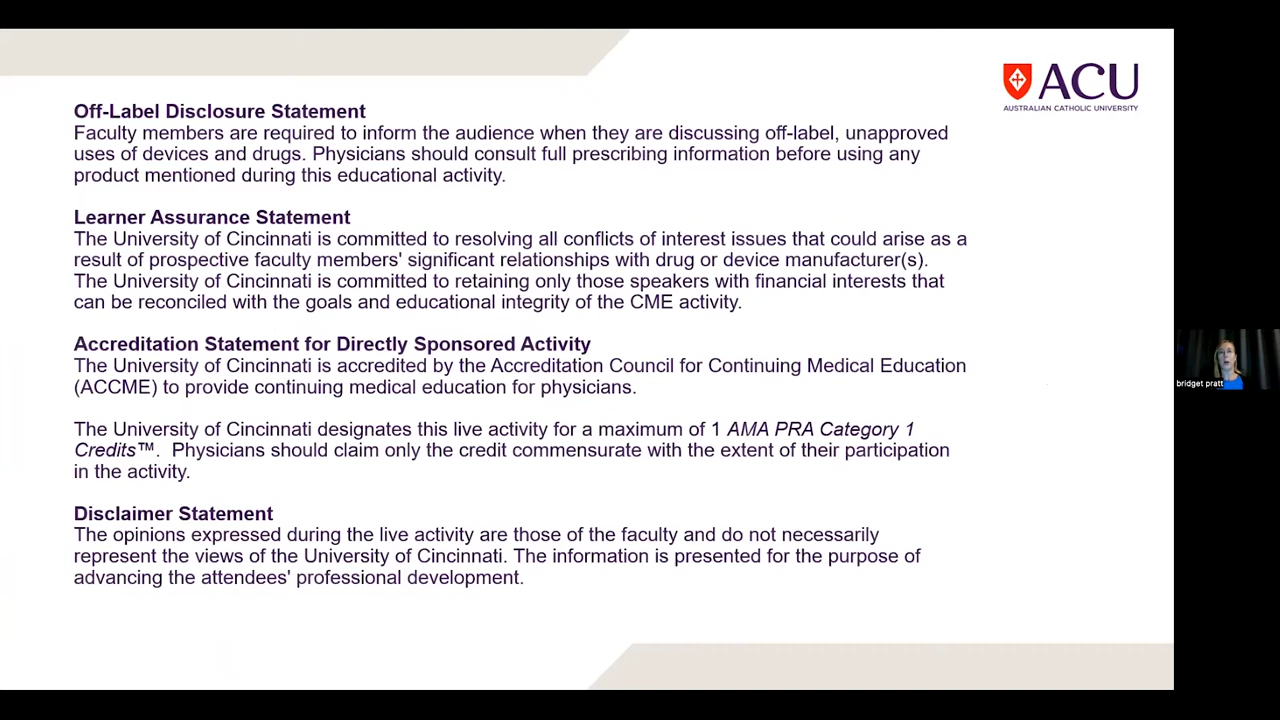 ACU
AUSTRALIAN CATHOLIC UNIVERSITY
Off-Label Disclosure Statement
Faculty members are required to inform the audience when they are discussing off-label, unapproved
uses of devices and drugs. Physicians should consult full prescribing information before using any
product mentioned during this educational activity.
Learner Assurance Statement
The University of Cincinnati is committed to resolving all conflicts of interest issues that could arise as a
result of prospective faculty members' significant relationships with drug or device manufacturer(s).
The University of Cincinnati is committed to retaining only those speakers with financial interests that
can be reconciled with the goals and educational integrity of the CME activity.
Accreditation Statement for Directly Sponsored Activity
The University of Cincinnati is accredited by the Accreditation Council for Continuing Medical Education
(ACCME) to provide continuing medical education for physicians.
The University of Cincinnati designates this live activity for a maximum of 1 AMA PRA Category 1
Credits™.  Physicians should claim only the credit commensurate with the extent of their participation
in the activity.
Disclaimer Statement
The opinions expressed during the live activity are those of the faculty and do not necessarily
represent the views of the University of Cincinnati. The information is presented for the purpose of
advancing the attendees' professional development.
bridget pratt